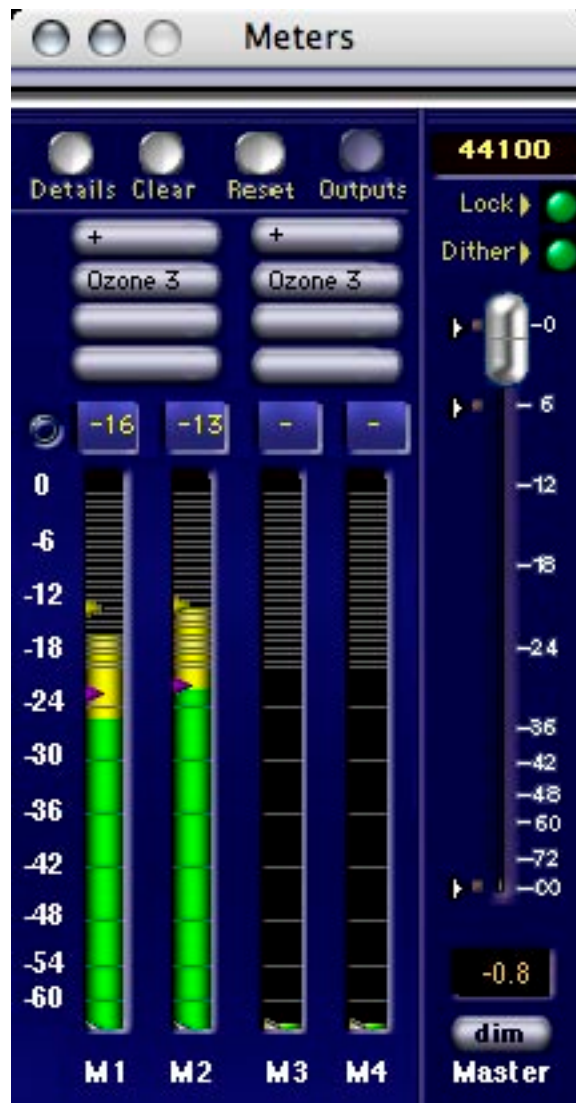 Meters
Details Clear Reset Outputs
+ +
Ozone 3 Ozone 3
-16 -13 - -
0
-6
-12
-18
-24
-30
-36
-42
-48
-54
-60
M1 M2 M3 M4
44100
Lock
Dither
-0
-6
-12
-18
-24
-36
-42
-48
-60
-72
-00
-0.8
dim
Master